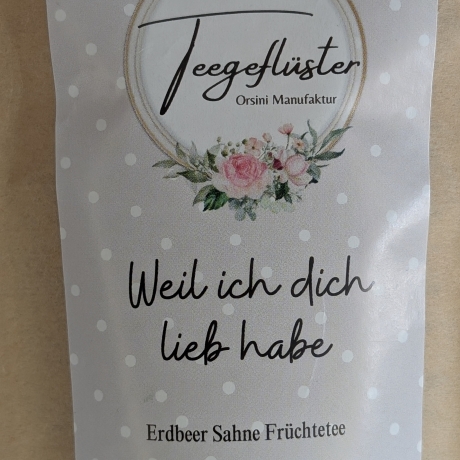 Teegeflüster
Orsini Manufaktur
Weil ich dich
lieb habe
Erdbeer Sahne Früchtetee